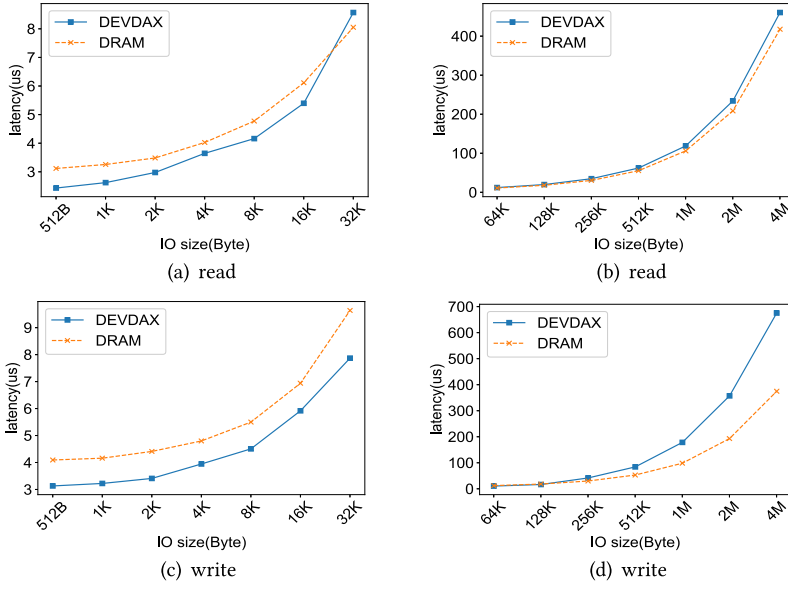 DEVDAX
DRAM
latency(us)
8
7
6
5
4
3
512B 1K 2K 4K 8K 16K 32K
IO size(Byte)
(a) read
DEVDAX
DRAM
latency(us)
400
300
200
100
0
64K 128K 256K 512K 1M 2M 4M
IO size(Byte)
(b) read
DEVDAX
DRAM
latency(us)
9
8
7
6
5
4
3
512B 1K 2K 4K 8K 16K 32K
IO size(Byte)
(c) write
DEVDAX
DRAM
latency(us)
700
600
500
400
300
200
100
0
64K 128K 256K 512K 1M 2M 4M
IO size(Byte)
(d) write